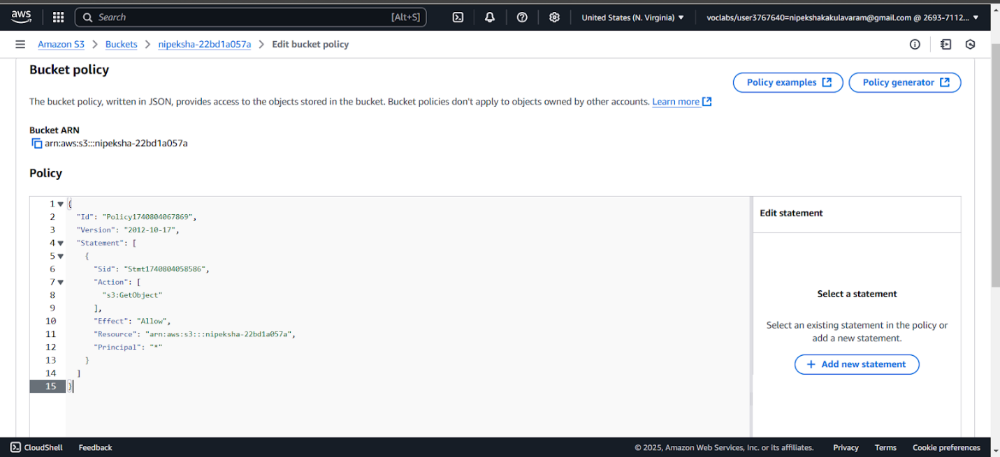 aws
Search [Alt+S]
United States (N. Virginia)
voclabs/user3767640=nipekshakakulavaram@gmail.com @ 2693-7112...
Amazon S3 > Buckets > nipeksha-22bd1a057a > Edit bucket policy
Bucket policy
Policy examples
Policy generator
The bucket policy, written in JSON, provides access to the objects stored in the bucket. Bucket policies don't apply to objects owned by other accounts. Learn more
Bucket ARN
arn:aws:s3:::nipeksha-22bd1a057a
Policy
1 {
2 "Id": "Policy1740804067869",
3 "Version": "2012-10-17",
4 "Statement": [
5 {
6 "Sid": "Stmt1740804058586",
7 "Action": [
8 "s3:GetObject"
9 ],
10 "Effect": "Allow",
11 "Resource": "arn:aws:s3:::nipeksha-22bd1a057a",
12 "Principal": "*"
13 }
14 ]
15 }
Edit statement
Select a statement
Select an existing statement in the policy or
add a new statement.
+ Add new statement
CloudShell
Feedback
© 2025, Amazon Web Services, Inc. or its affiliates.
Privacy
Terms
Cookie preferences